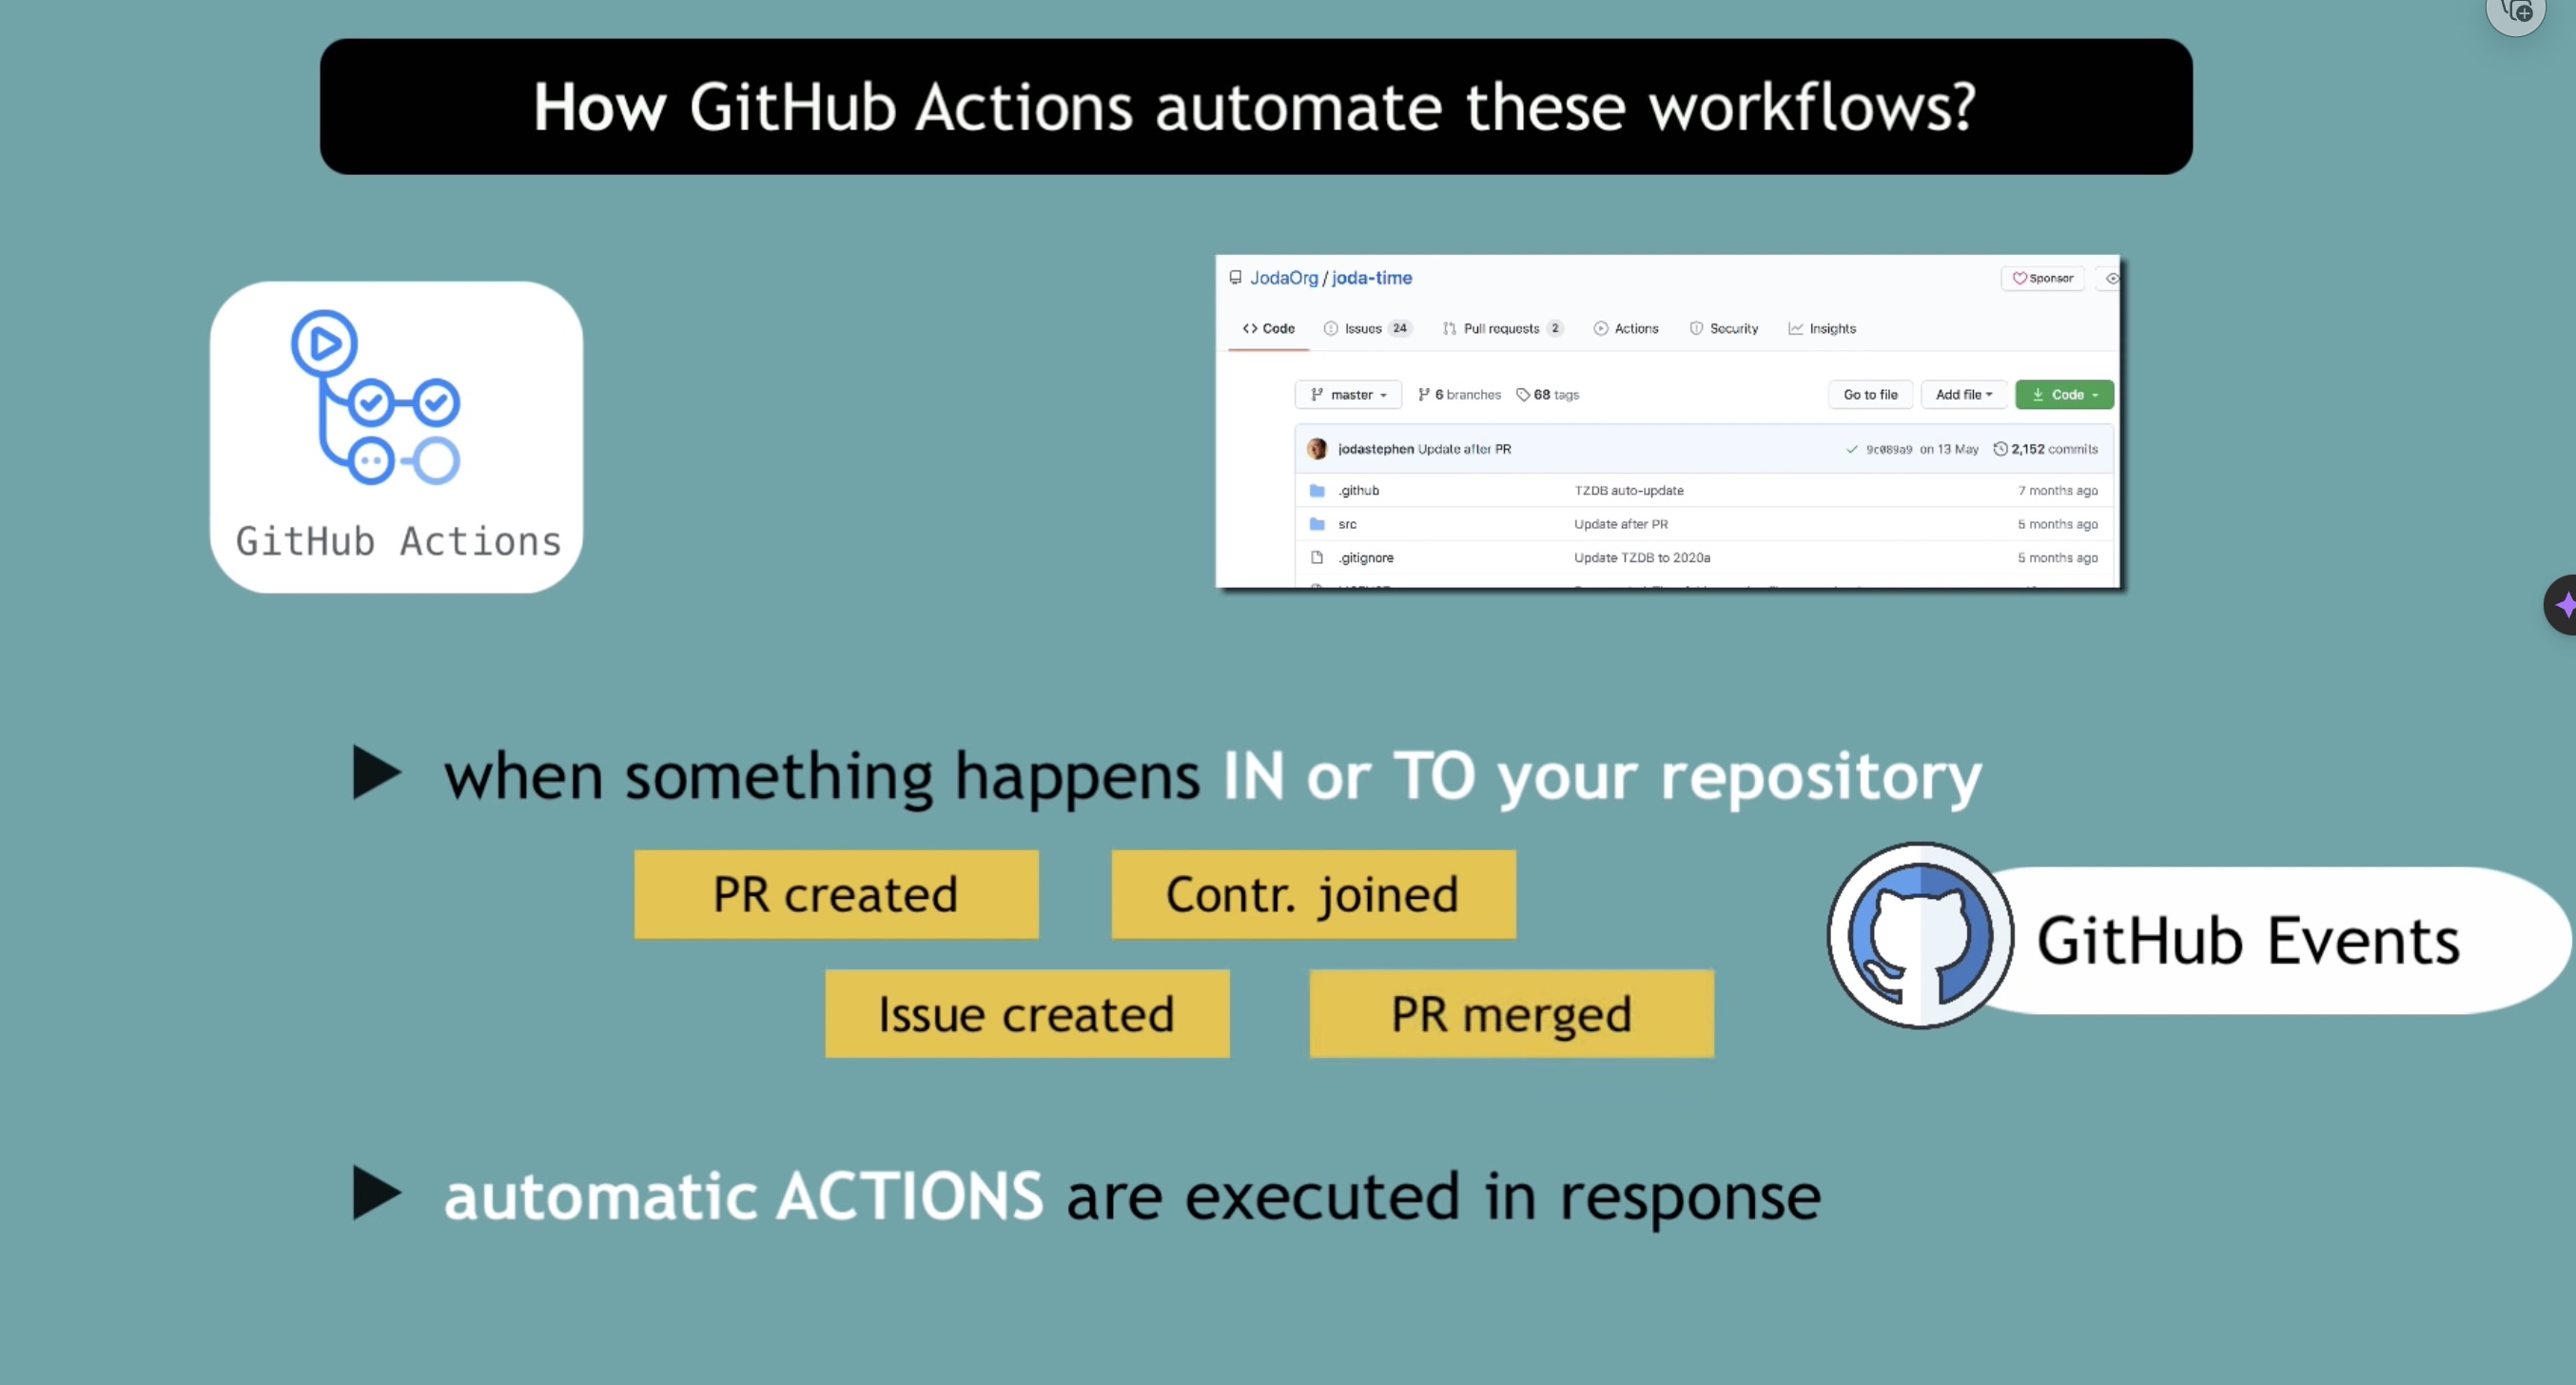 How GitHub Actions automate these workflows?
JodaOrg / joda-time
Sponsor
Code Issues 24 Pull requests 2 Actions Security Insights
master 6 branches 68 tags Go to file Add file Code
jodastephen Update after PR 9c089a9 on 13 May 2,152 commits
.github TZDB auto-update 7 months ago
src Update after PR 5 months ago
.gitignore Update TZDB to 2020a 5 months ago
GitHub Actions
when something happens IN or TO your repository
PR created Contr. joined
GitHub Events
Issue created PR merged
automatic ACTIONS are executed in response